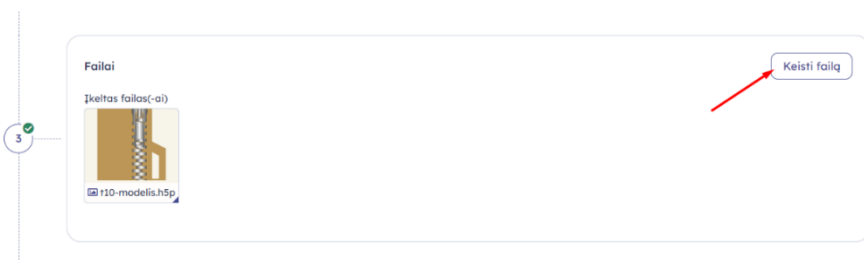 Failai
Keisti failą
Įkeltas failas(-ai)
3
t10-modelis.h5p